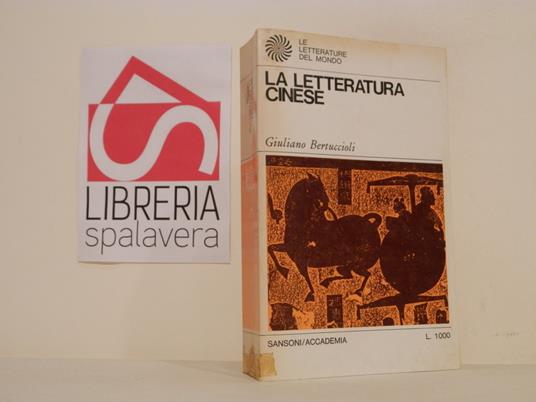 LIBRERIA
spalavera
LE
LETTERATURE
DEL MONDO
LA LETTERATURA
CINESE
Giuliano Bertuccioli
SANSONI/ACCADEMIA
L. 1000